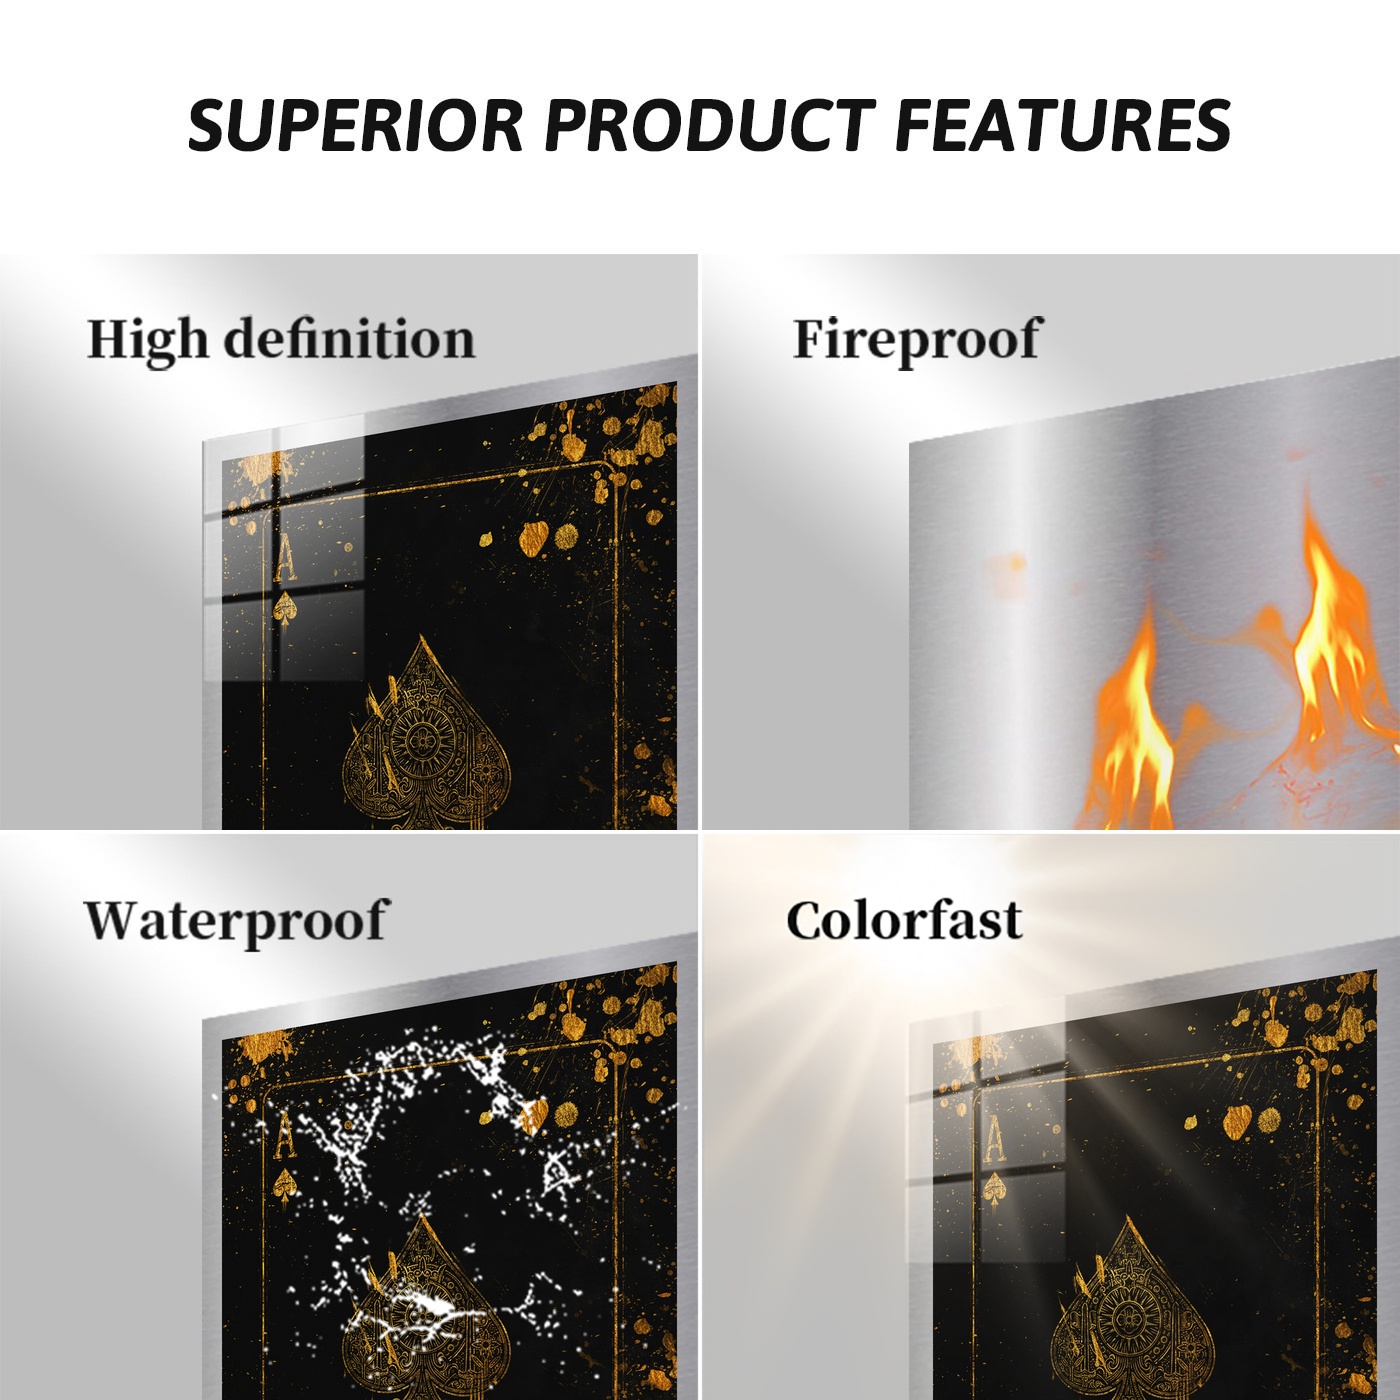 SUPERIOR PRODUCT FEATURES
High definition
Fireproof
A
Waterproof
Colorfast
A
A